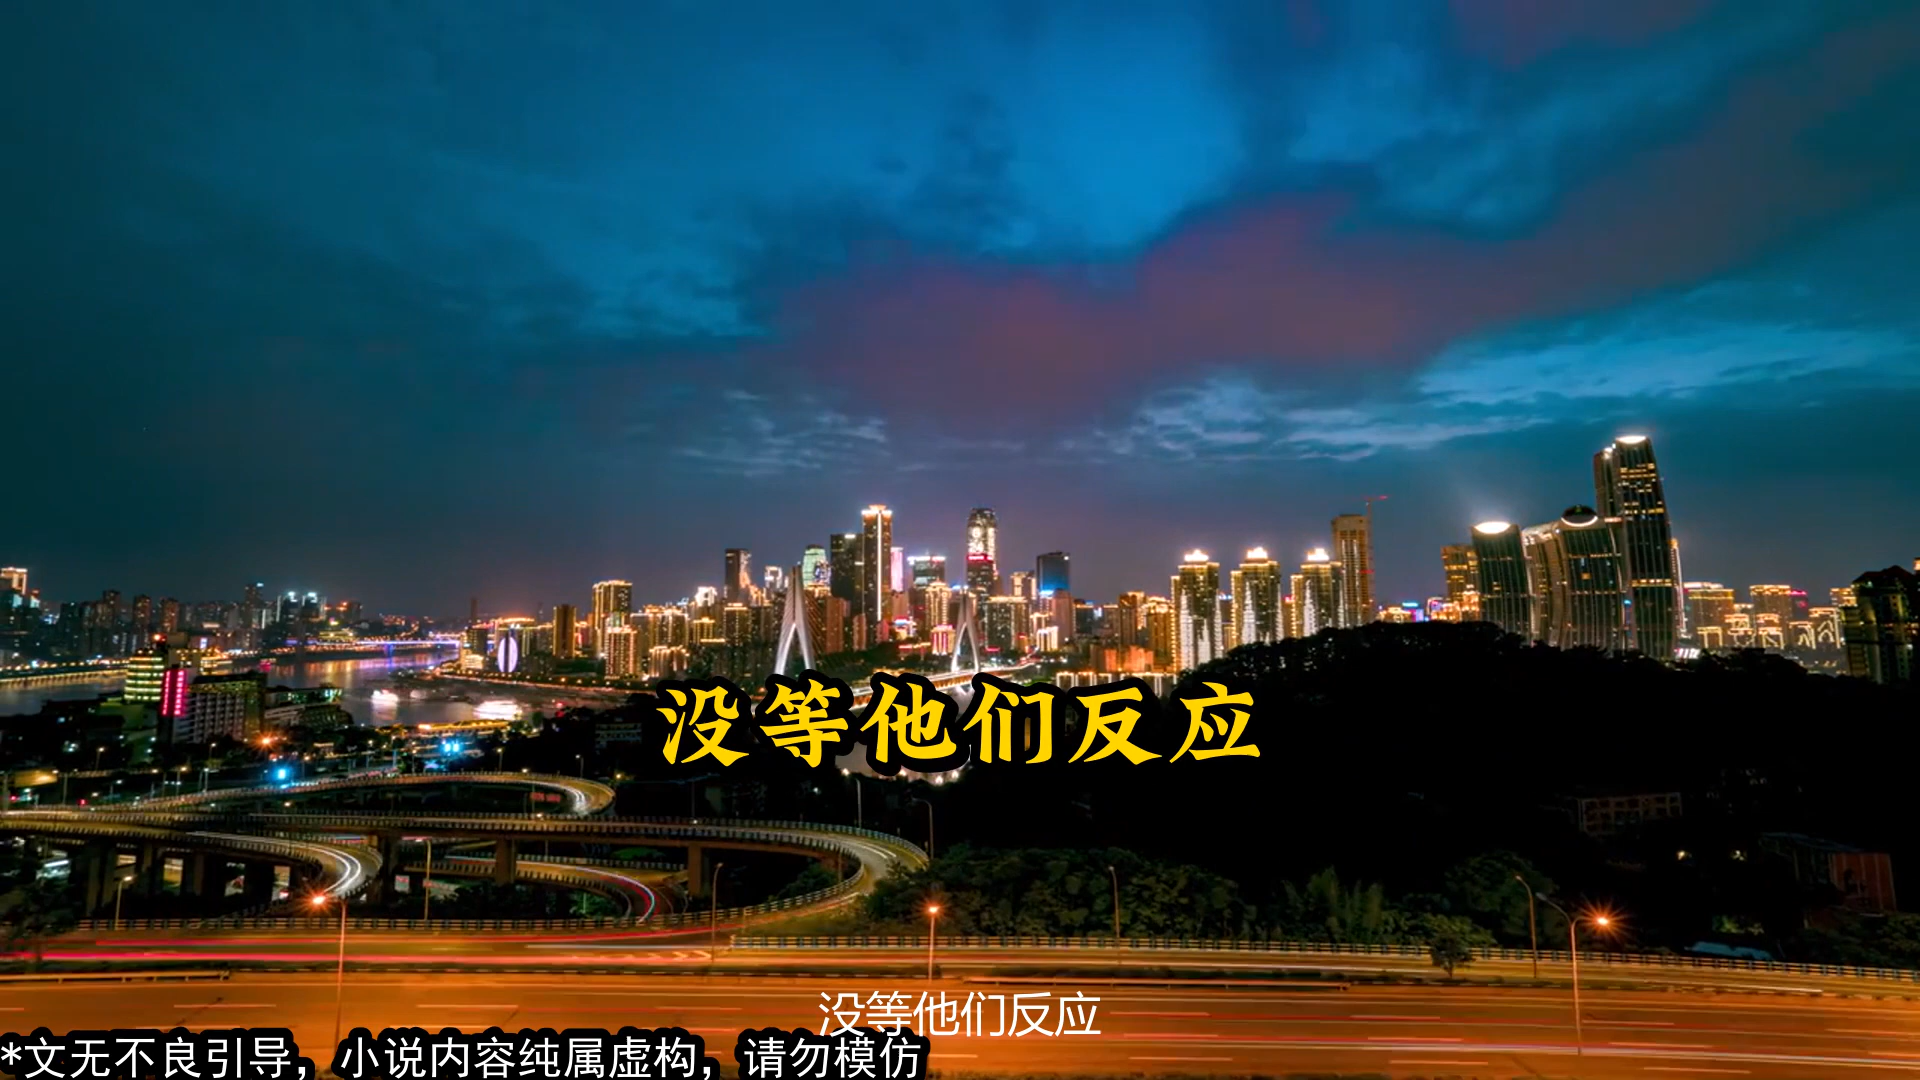 没等他们反应
没等他们反应
*文无不良引导，小说内容纯属虚构，请勿模仿